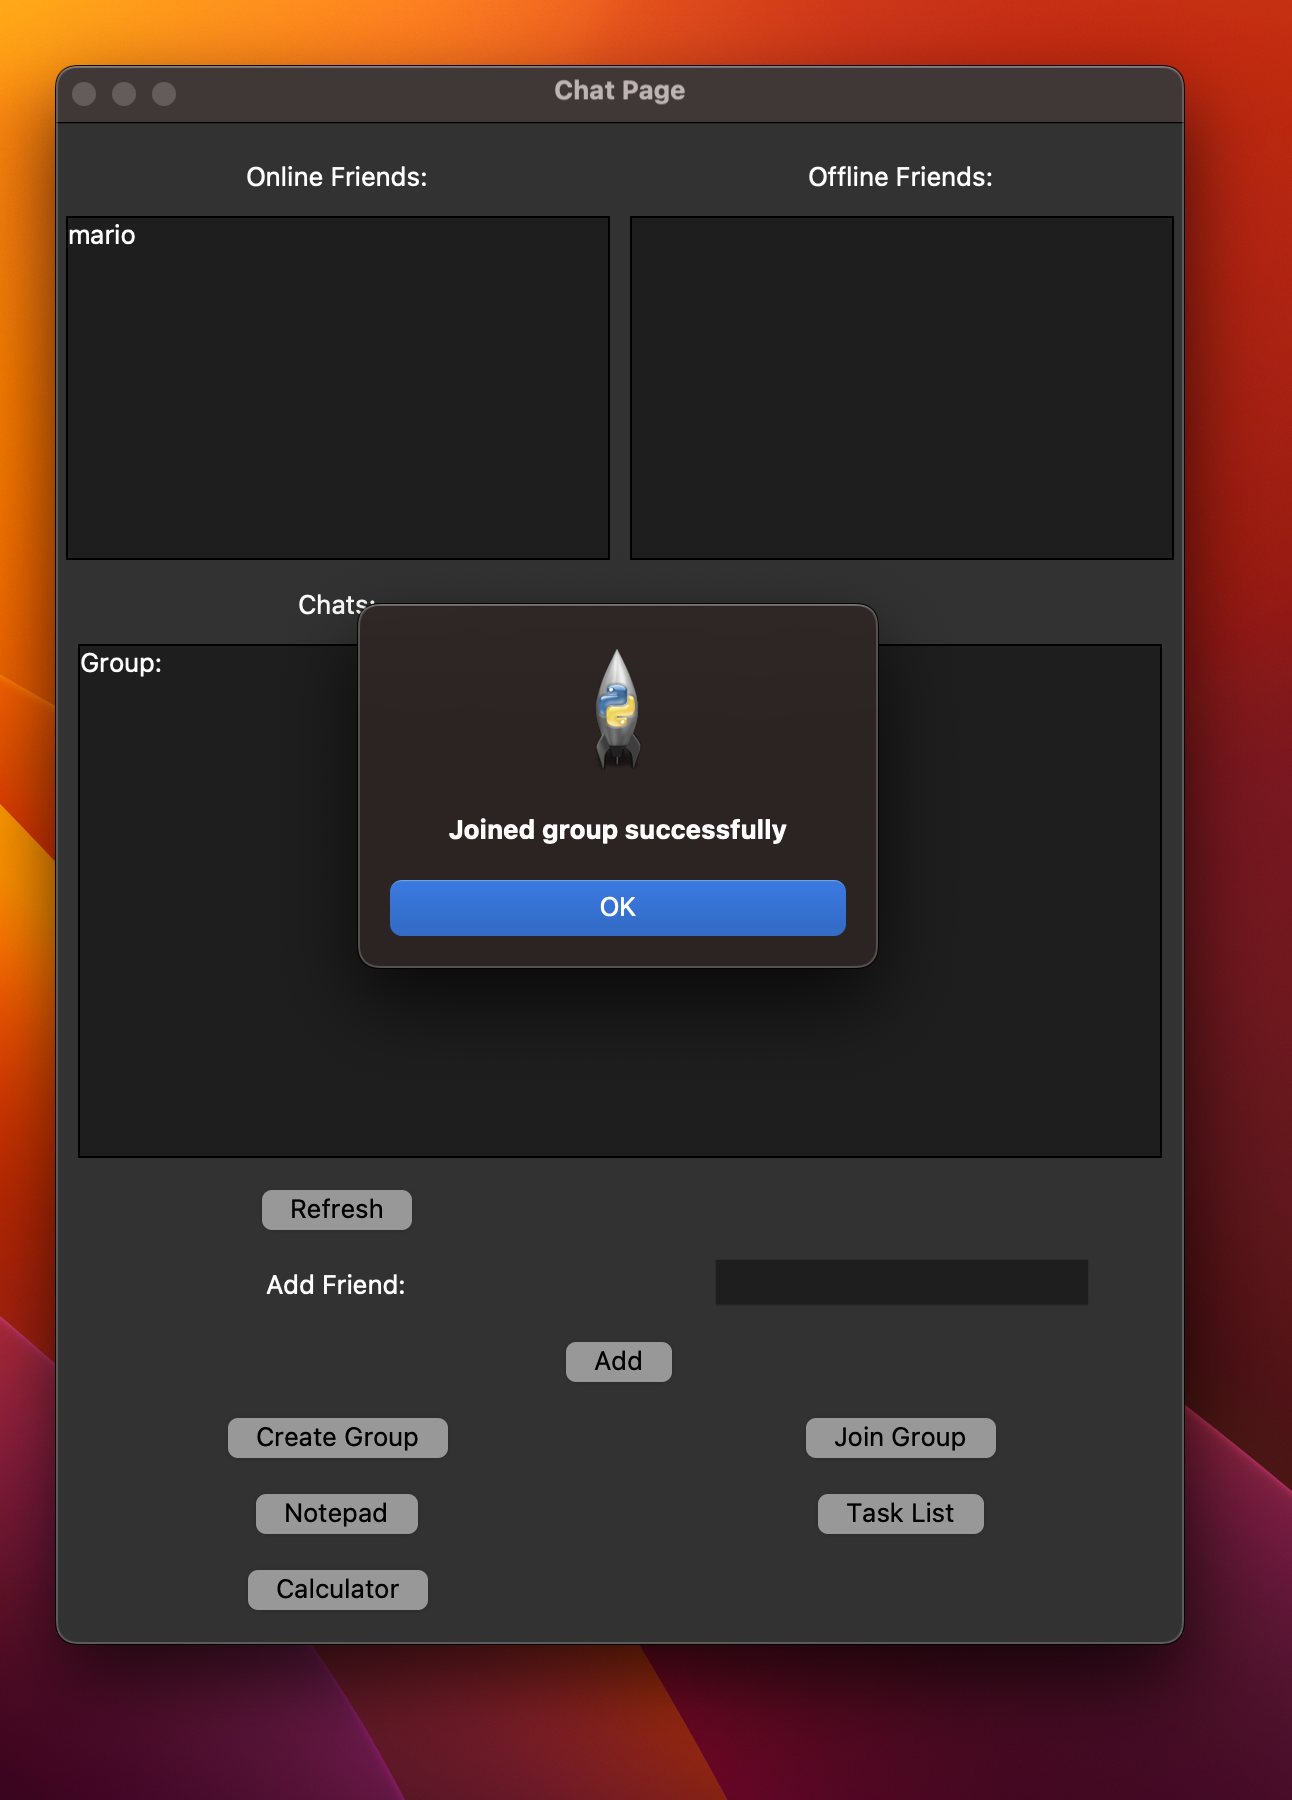 Chat Page
Online Friends:
Offline Friends:
mario
Chats:
Group:
Joined group successfully
OK
Refresh
Add Friend:
Add
Create Group
Join Group
Notepad
Task List
Calculator